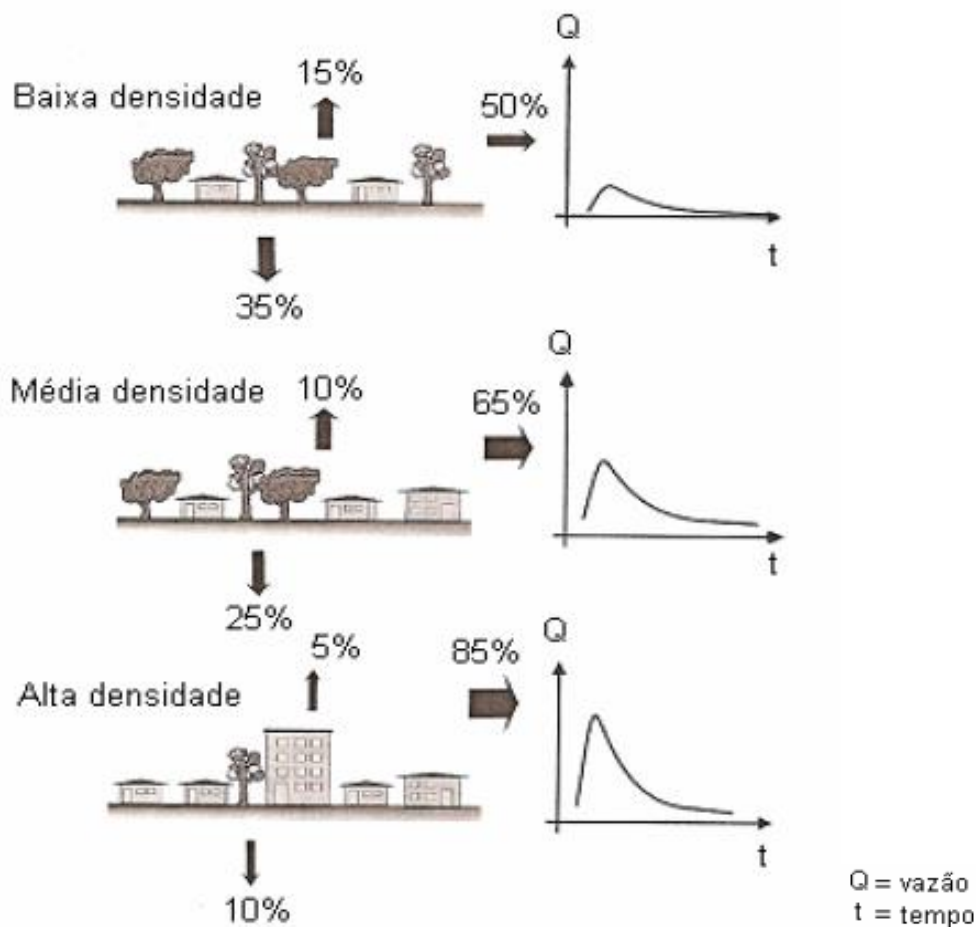 Q
15%
Baixa densidade
50%
t
35%
Q
Média densidade
10%
65%
t
25%
5%
85%
Q
Alta densidade
t
10%
Q = vazão
t = tempo